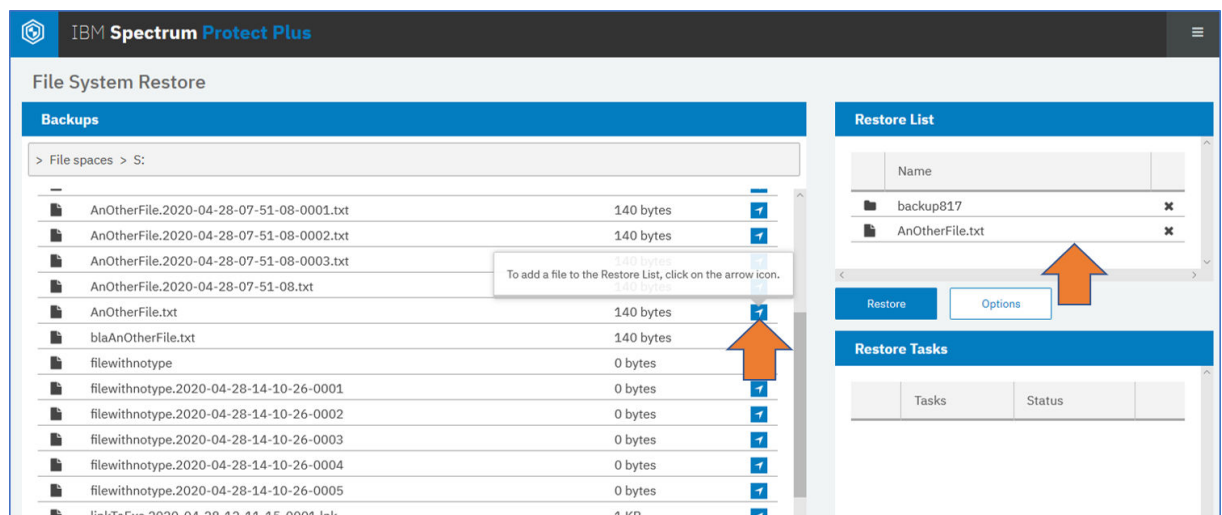 IBM Spectrum Protect Plus
File System Restore
Backups
> File spaces > S:
AnOtherFile.2020-04-28-07-51-08-0001.txt 140 bytes
AnOtherFile.2020-04-28-07-51-08-0002.txt 140 bytes
AnOtherFile.2020-04-28-07-51-08-0003.txt 140 bytes
To add a file to the Restore List, click on the arrow icon.
AnOtherFile.2020-04-28-07-51-08.txt 140 bytes
AnOtherFile.txt 140 bytes
blaAnOtherFile.txt 140 bytes
filewithnotype 0 bytes
filewithnotype.2020-04-28-14-10-26-0001 0 bytes
filewithnotype.2020-04-28-14-10-26-0002 0 bytes
filewithnotype.2020-04-28-14-10-26-0003 0 bytes
filewithnotype.2020-04-28-14-10-26-0004 0 bytes
filewithnotype.2020-04-28-14-10-26-0005 0 bytes
Restore List
Name
backup817
AnOtherFile.txt
Restore Options
Restore Tasks
Tasks Status